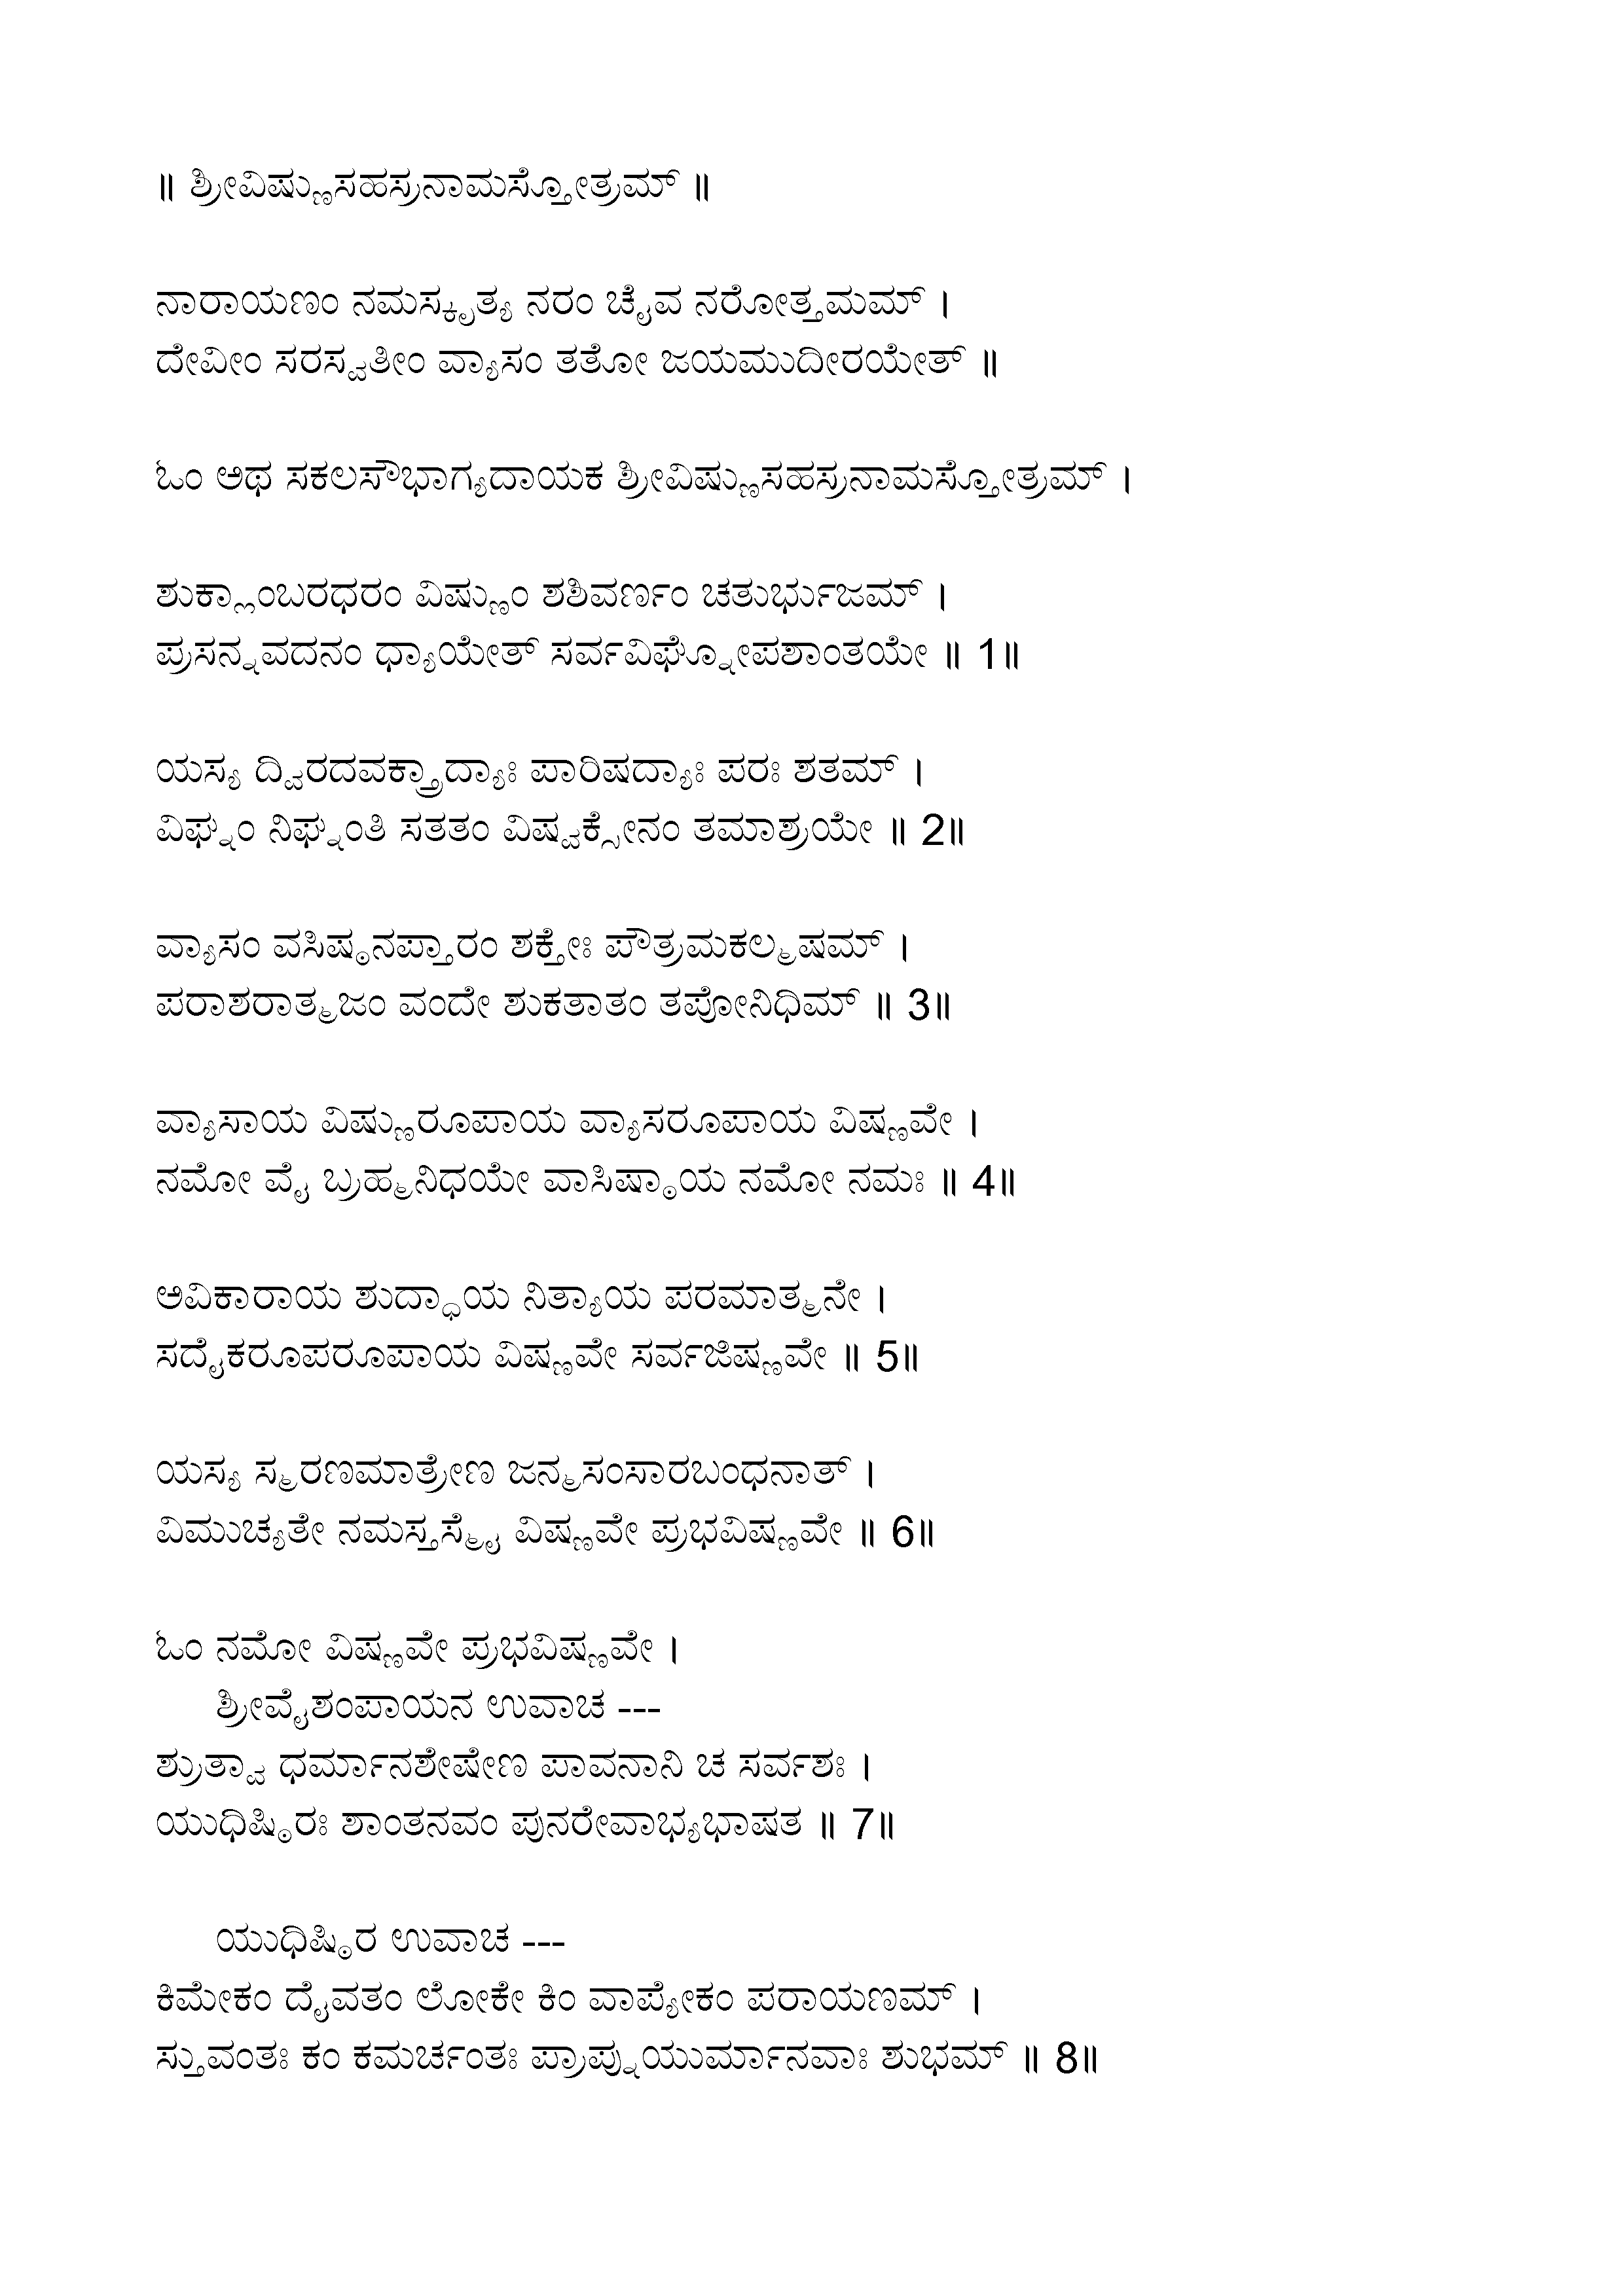 ॥ ಶ್ರೀವಿಷ್ಣುಸಹಸ್ರನಾಮಸ್ತೋತ್ರಮ್ ॥
ನಾರಾಯಣಂ ನಮಸ್ಕೃತ್ಯ ನರಂ ಚೈವ ನರೋತ್ತಮಮ್ ।
ದೇವೀಂ ಸರಸ್ವತೀಂ ವ್ಯಾಸಂ ತತೋ ಜಯಮುದೀರಯೇತ್ ॥
ಓಂ ಅಥ ಸಕಲಸೌಭಾಗ್ಯದಾಯಕ ಶ್ರೀವಿಷ್ಣುಸಹಸ್ರನಾಮಸ್ತೋತ್ರಮ್ ।
ಶುಕ್ಲಾಂಬರಧರಂ ವಿಷ್ಣುಂ ಶಶಿವರ್ಣಂ ಚತುರ್ಭುಜಮ್ ।
ಪ್ರಸನ್ನವದನಂ ಧ್ಯಾಯೇತ್ ಸರ್ವವಿಘ್ನೋಪಶಾಂತಯೇ ॥ 1॥
ಯಸ್ಯ ದ್ವಿರದವಕ್ತ್ರಾದ್ಯಾಃ ಪಾರಿಷದ್ಯಾಃ ಪರಃ ಶತಮ್ ।
ವಿಘ್ನಂ ನಿಘ್ನಂತಿ ಸತತಂ ವಿಷ್ವಕ್ಸೇನಂ ತಮಾಶ್ರಯೇ ॥ 2॥
ವ್ಯಾಸಂ ವಸಿಷ್ಠನಪ್ತಾರಂ ಶಕ್ತೇಃ ಪೌತ್ರಮಕಲ್ಮಷಮ್ ।
ಪರಾಶರಾತ್ಮಜಂ ವಂದೇ ಶುಕತಾತಂ ತಪೋನಿಧಿಮ್ ॥ 3॥
ವ್ಯಾಸಾಯ ವಿಷ್ಣುರೂಪಾಯ ವ್ಯಾಸರೂಪಾಯ ವಿಷ್ಣವೇ ।
ನಮೋ ವೈ ಬ್ರಹ್ಮನಿಧಯೇ ವಾಸಿಷ್ಠಾಯ ನಮೋ ನಮಃ ॥ 4॥
ಅವಿಕಾರಾಯ ಶುದ್ಧಾಯ ನಿತ್ಯಾಯ ಪರಮಾತ್ಮನೇ ।
ಸದೈಕರೂಪರೂಪಾಯ ವಿಷ್ಣವೇ ಸರ್ವಜಿಷ್ಣವೇ ॥ 5॥
ಯಸ್ಯ ಸ್ಮರಣಮಾತ್ರೇಣ ಜನ್ಮಸಂಸಾರಬಂಧನಾತ್ ।
ವಿಮುಚ್ಯತೇ ನಮಸ್ತಸ್ಮೈ ವಿಷ್ಣವೇ ಪ್ರಭವಿಷ್ಣವೇ ॥ 6॥
ಓಂ ನಮೋ ವಿಷ್ಣವೇ ಪ್ರಭವಿಷ್ಣವೇ ।
ಶ್ರೀವೈಶಂಪಾಯನ ಉವಾಚ ---
ಶ್ರುತ್ವಾ ಧರ್ಮಾನಶೇಷೇಣ ಪಾವನಾನಿ ಚ ಸರ್ವಶಃ ।
ಯುಧಿಷ್ಠಿರಃ ಶಾಂತನವಂ ಪುನರೇವಾಭ್ಯಭಾಷತ ॥ 7॥
ಯುಧಿಷ್ಠಿರ ಉವಾಚ ---
ಕಿಮೇಕಂ ದೈವತಂ ಲೋಕೇ ಕಿಂ ವಾಪ್ಯೇಕಂ ಪರಾಯಣಮ್ ।
ಸ್ತುವಂತಃ ಕಂ ಕಮರ್ಚಂತಃ ಪ್ರಾಪ್ನುಯುರ್ಮಾನವಾಃ ಶುಭಮ್ ॥ 8॥